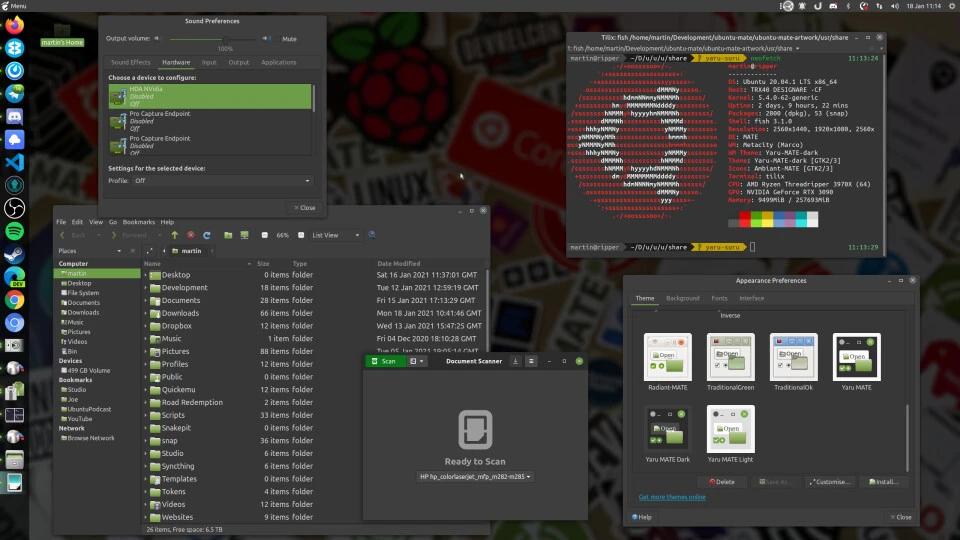 Menu
18 Jan 11:14
martin's Home
Sound Preferences
Output volume:
100%
Mute
Sound Effects Hardware Input Output Applications
Choose a device to configure:
HDA NVidia
Disabled
Off
Pro Capture Endpoint
Disabled
Off
Pro Capture Endpoint
Disabled
Off
Settings for the selected device:
Profile: Off
Close
Tilix: fish /home/martin/Development/ubuntu-mate/ubuntu-mate-artwork/usr/share
1: fish /home/martin/Development/ubuntu-mate/ubuntu-mate-artwork/usr/share
martin@ripper ~/D/u/u/u/share yaru-suru neofetch 11:13:24
martin@ripper
-------------
OS: Ubuntu 20.04.1 LTS x86_64
Host: TRX40 DESIGNARE -CF
Kernel: 5.4.0-62-generic
Uptime: 2 days, 9 hours, 22 mins
Packages: 2800 (dpkg), 53 (snap)
Shell: fish 3.1.0
Resolution: 2560x1440, 1920x1080, 2560x
DE: MATE
WM: Metacity (Marco)
WM Theme: Yaru-MATE-dark
Theme: Yaru-MATE-dark [GTK2/3]
Icons: Ambiant-MATE [GTK2/3]
Terminal: tilix
CPU: AMD Ryzen Threadripper 3970X (64)
GPU: NVIDIA GeForce RTX 3090
Memory: 9499MiB / 257693MiB
martin@ripper ~/D/u/u/u/share yaru-suru 11:13:29
File Edit View Go Bookmarks Help
Back
66%
List View
Places
martin
Computer
martin
Desktop
File System
Documents
Downloads
Music
Pictures
Videos
Bin
Devices
499 GB Volume
Bookmarks
Studio
Joe
UbuntuPodcast
YouTube
Network
Browse Network
Name Size Type Date Modified
Desktop 0 items folder Sat 16 Jan 2021 11:37:01 GMT
Development 18 items folder Tue 12 Jan 2021 12:59:19 GMT
Documents 28 items folder Fri 15 Jan 2021 17:13:29 GMT
Downloads 66 items folder Mon 18 Jan 2021 10:41:46 GMT
Dropbox 12 items folder Wed 13 Jan 2021 15:47:25 GMT
Music 1 item folder Fri 04 Dec 2020 18:10:28 GMT
Pictures 88 items folder Tue 05 Jan 2021 19:05:14 GMT
Profiles 12 items folder
Public 0 items folder
Quickemu 12 items folder
Road Redemption 2 items folder
Scripts 33 items folder
Snakepit 0 items folder
snap 36 items folder
Studio 6 items folder
Syncthing 6 items folder
Templates 0 items folder
Tokens 4 items folder
Videos 12 items folder
Websites 9 items folder
26 items, Free space: 6.5 TB
Scan
Document Scanner
Ready to Scan
HP hp_colorlaserjet_mfp_m282-m285
Appearance Preferences
Theme Background Fonts Interface
Inverse
Open
Open
Open
Open
Radiant-MATE TraditionalGreen TraditionalOk Yaru MATE
Open
Open
Yaru MATE Dark Yaru MATE Light
Delete Save As... Customise... Install...
Get more themes online
Help Close
DEV